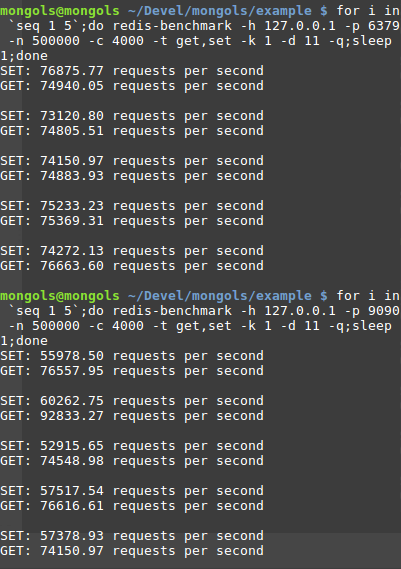 mongols@mongols ~/Devel/mongols/example $ for i in
`seq 1 5`;do redis-benchmark -h 127.0.0.1 -p 6379
-n 500000 -c 4000 -t get,set -k 1 -d 11 -q;sleep
1;done
SET: 76875.77 requests per second
GET: 74940.05 requests per second
SET: 73120.80 requests per second
GET: 74805.51 requests per second
SET: 74150.97 requests per second
GET: 74883.93 requests per second
SET: 75233.23 requests per second
GET: 75369.31 requests per second
SET: 74272.13 requests per second
GET: 76663.60 requests per second
mongols@mongols ~/Devel/mongols/example $ for i in
`seq 1 5`;do redis-benchmark -h 127.0.0.1 -p 9090
-n 500000 -c 4000 -t get,set -k 1 -d 11 -q;sleep
1;done
SET: 55978.50 requests per second
GET: 76557.95 requests per second
SET: 60262.75 requests per second
GET: 92833.27 requests per second
SET: 52915.65 requests per second
GET: 74548.98 requests per second
SET: 57517.54 requests per second
GET: 76616.61 requests per second
SET: 57378.93 requests per second
GET: 74150.97 requests per second